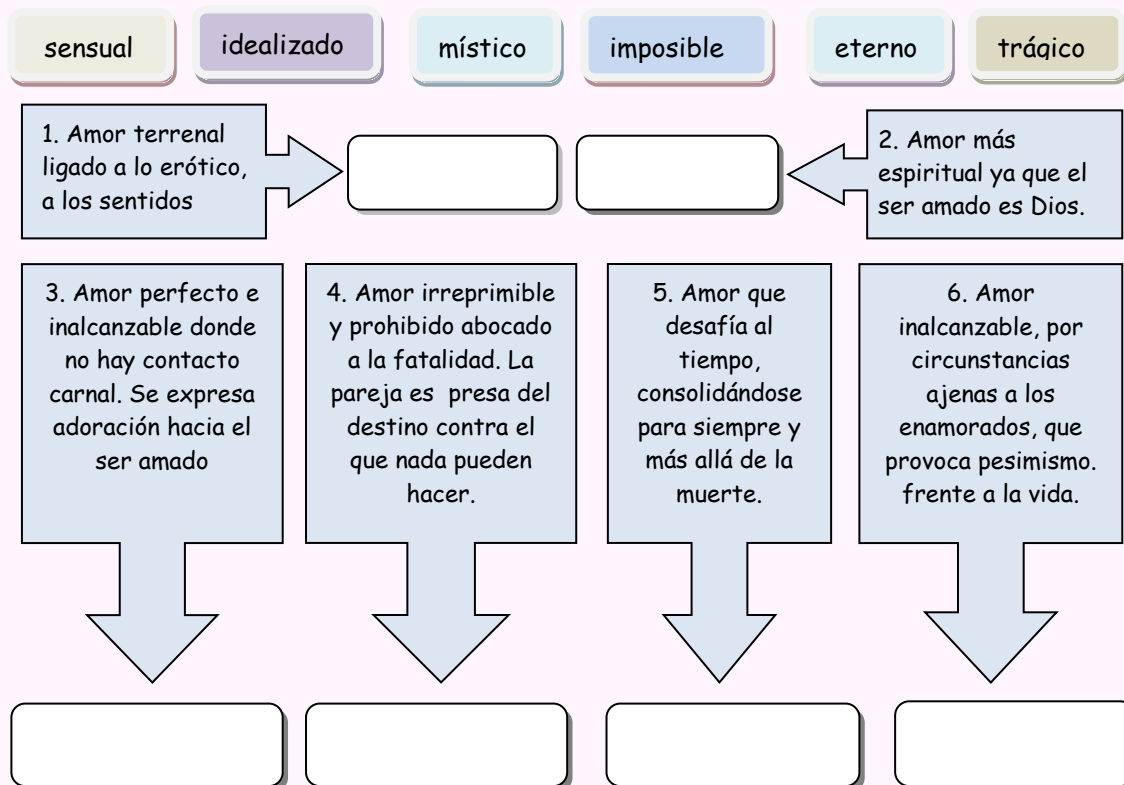 sensual idealizado místico imposible eterno trágico
1. Amor terrenal
ligado a lo erótico,
a los sentidos
2. Amor más
espiritual ya que el
ser amado es Dios.
3. Amor perfecto e
inalcanzable donde
no hay contacto
carnal. Se expresa
adoración hacia el
ser amado
4. Amor irreprimible
y prohibido abocado
a la fatalidad. La
pareja es presa del
destino contra el
que nada pueden
hacer.
5. Amor que
desafía al
tiempo,
consolidándose
para siempre y
más allá de la
muerte.
6. Amor
inalcanzable, por
circunstancias
ajenas a los
enamorados, que
provoca pesimismo.
frente a la vida.